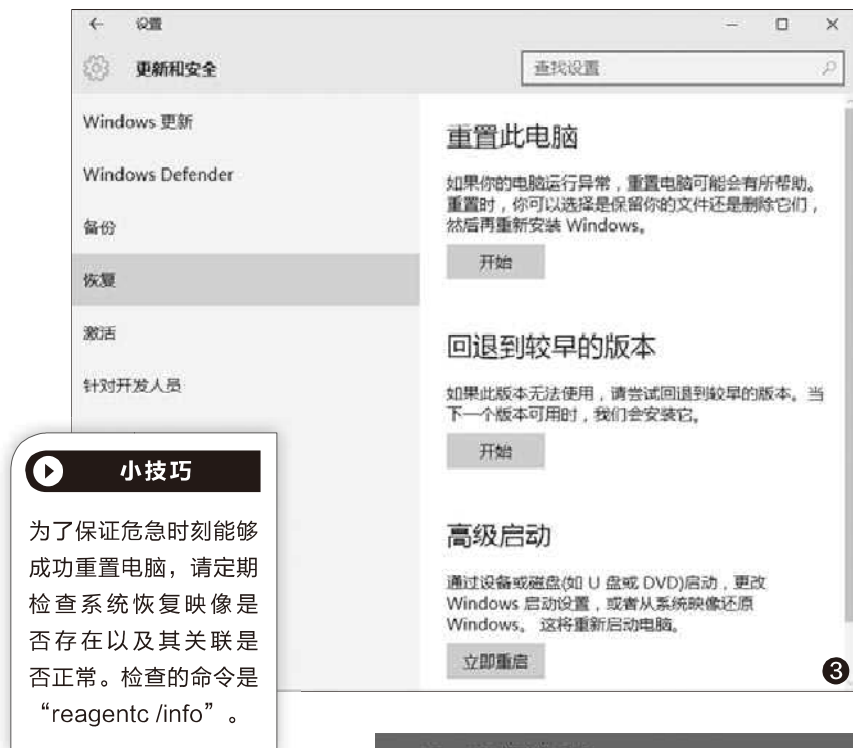 设置
更新和安全
查找设置
Windows 更新
Windows Defender
备份
恢复
激活
针对开发人员
重置此电脑
如果你的电脑运行异常，重置电脑可能会有所帮助。
重置时，你可以选择是保留你的文件还是删除它们，
然后再重新安装 Windows。
开始
回退到较早的版本
如果此版本无法使用，请尝试回退到较早的版本。当
下一个版本可用时，我们会安装它。
开始
高级启动
通过设备或磁盘(如 U 盘或 DVD)启动，更改
Windows 启动设置，或者从系统映像还原
Windows。 这将重新启动电脑。
立即重启
3
小技巧
为了保证危急时刻能够
成功重置电脑，请定期
检查系统恢复映像是
否存在以及其关联是
否正常。检查的命令是
“reagentc /info”。